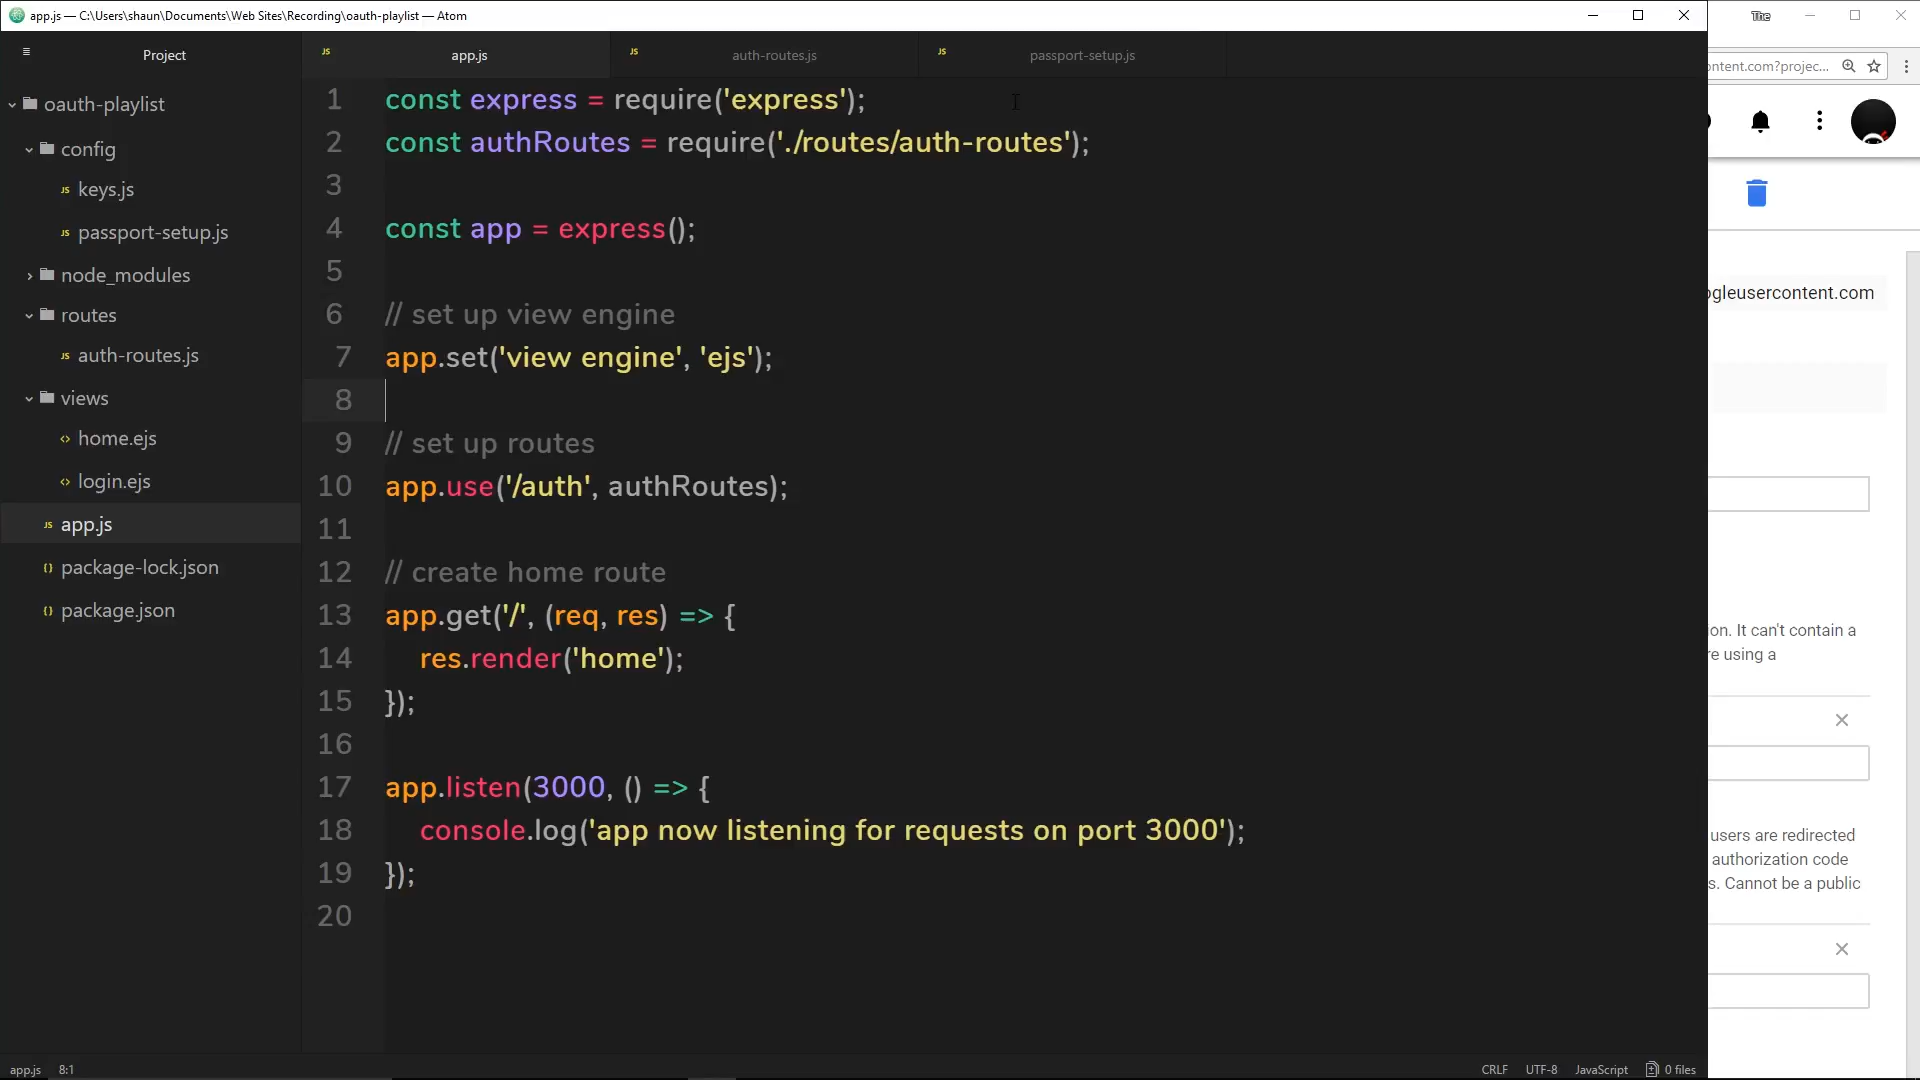 app.js — C:\Users\shaun\Documents\Web Sites\Recording\oauth-playlist — Atom
The
Project
app.js
auth-routes.js
passport-setup.js
ontent.com?projec...
oauth-playlist
config
keys.js
passport-setup.js
node_modules
routes
auth-routes.js
views
home.ejs
login.ejs
app.js
package-lock.json
package.json
1 const express = require('express');
2 const authRoutes = require('./routes/auth-routes');
3
4 const app = express();
5
6 // set up view engine
7 app.set('view engine', 'ejs');
8
9 // set up routes
10 app.use('/auth', authRoutes);
11
12 // create home route
13 app.get('/', (req, res) => {
14 res.render('home');
15 });
16
17 app.listen(3000, () => {
18 console.log('app now listening for requests on port 3000');
19 });
20
ogleusercontent.com
ion. It can't contain a
re using a
users are redirected
authorization code
s. Cannot be a public
app.js 8:1
CRLF UTF-8 JavaScript 0 files